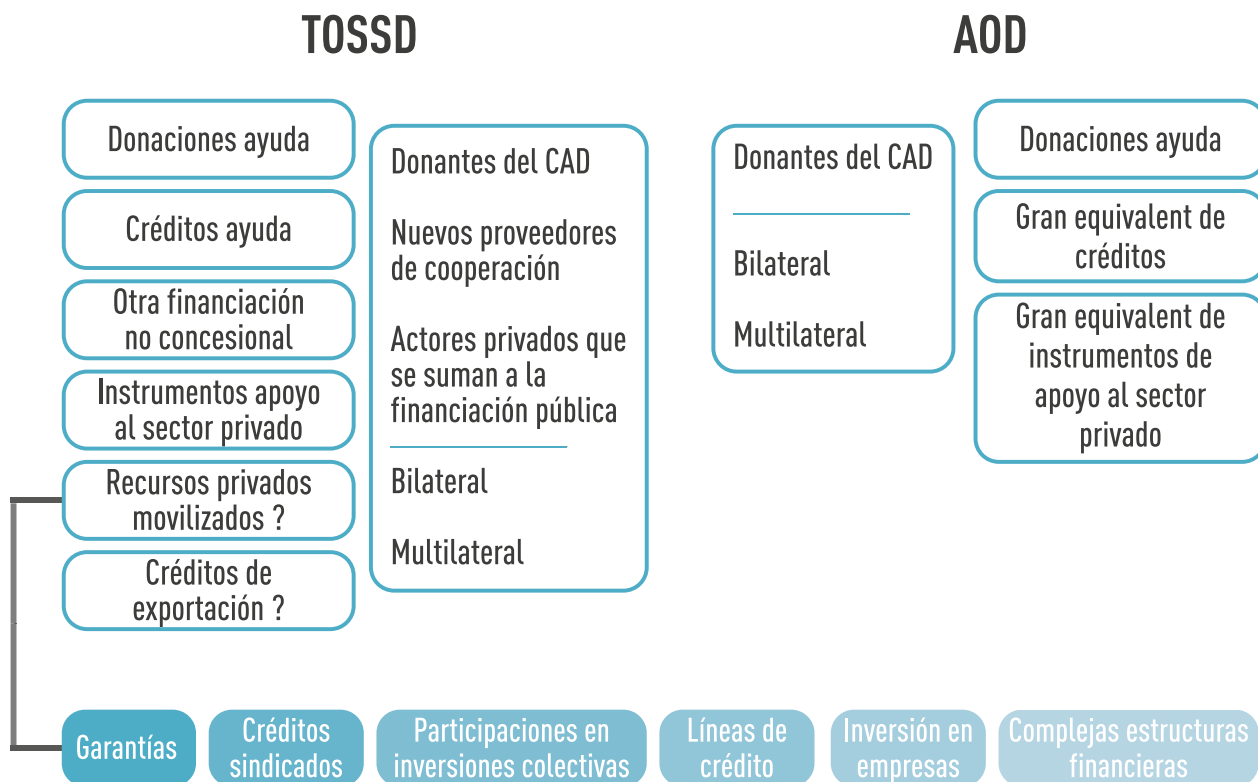 TOSSD
Donaciones ayuda
Créditos ayuda
Otra financiación
no concesional
Instrumentos apoyo
al sector privado
Recursos privados
movilizados ?
Créditos de
exportación ?
Donantes del CAD
Nuevos proveedores
de cooperación
Actores privados que
se suman a la
financiación pública
Bilateral
Multilateral
AOD
Donantes del CAD
Bilateral
Multilateral
Donaciones ayuda
Gran equivalent de
créditos
Gran equivalent de
instrumentos de
apoyo al sector
privado
Garantías
Créditos
sindicados
Participaciones en
inversiones colectivas
Líneas de
crédito
Inversión en
empresas
Complejas estructuras
financieras